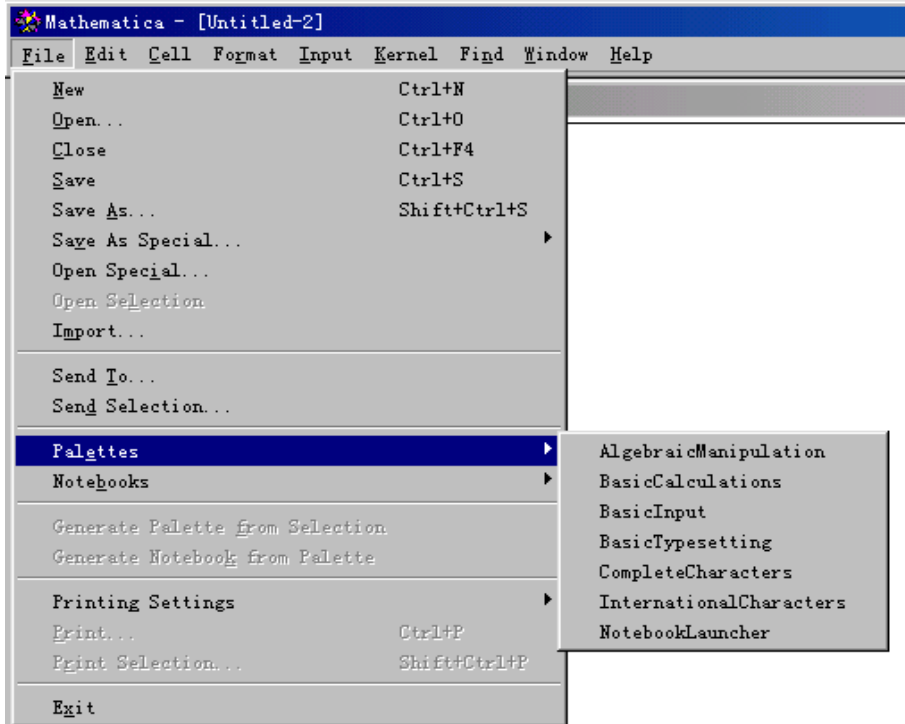 Mathematica - [Untitled-2]
File Edit Cell Format Input Kernel Find Window Help
New Ctrl+N
Open... Ctrl+O
Close Ctrl+F4
Save Ctrl+S
Save As... Shift+Ctrl+S
Save As Special...
Open Special...
Open Selection
Import...
Send To...
Send Selection...
Palettes
Notebooks
Generate Palette from Selection
Generate Notebook from Palette
Printing Settings
Print... Ctrl+P
Print Selection... Shift+Ctrl+P
Exit
AlgebraicManipulation
BasicCalculations
BasicInput
BasicTypesetting
CompleteCharacters
InternationalCharacters
NotebookLauncher